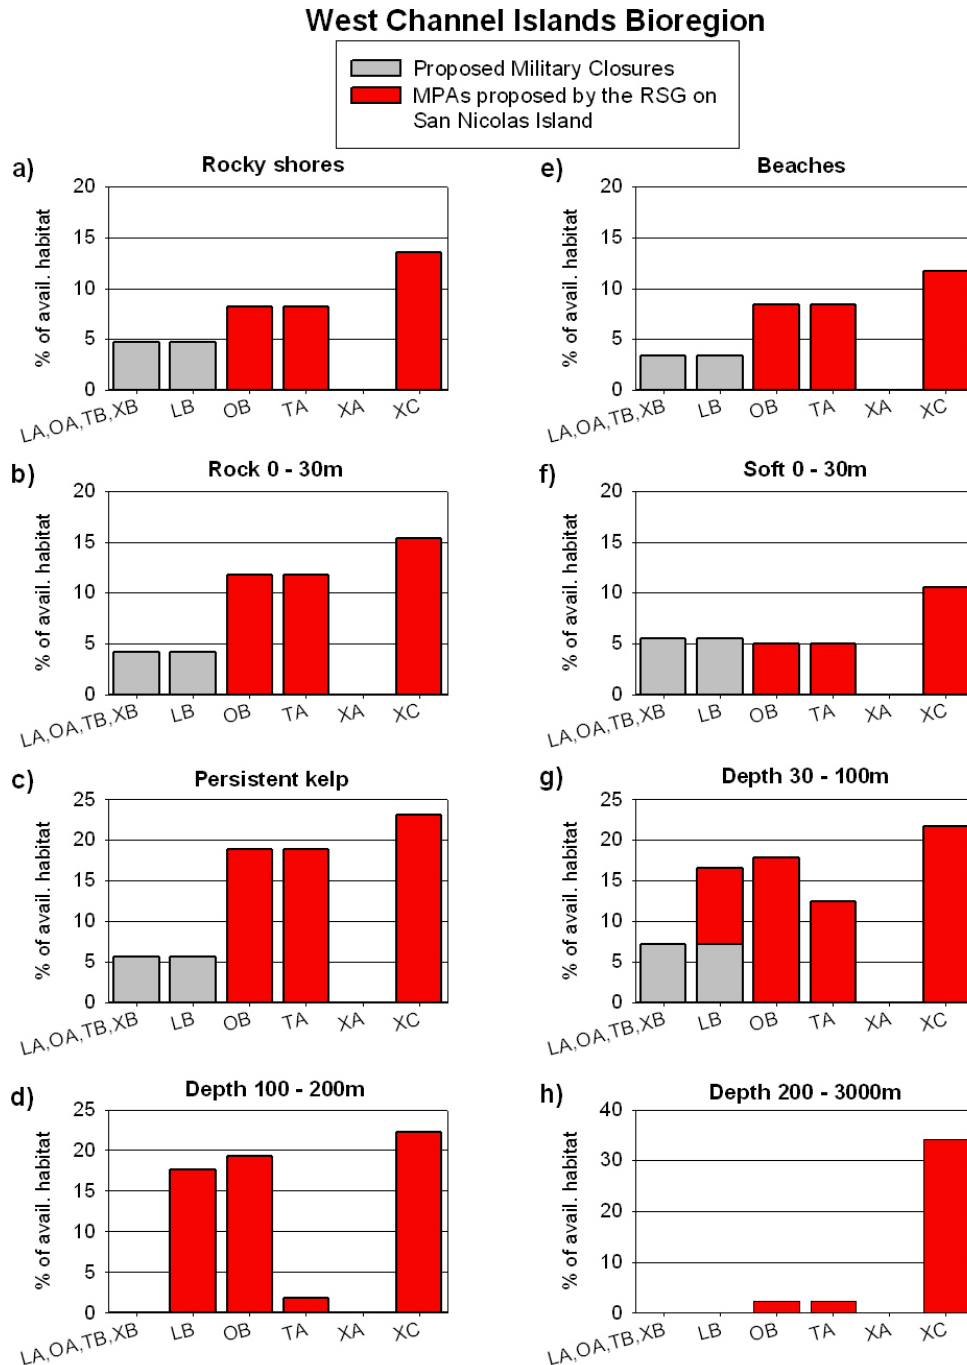 West Channel Islands Bioregion
Proposed Military Closures
MPAs proposed by the RSG on
San Nicolas Island
a)
Rocky shores
% of avail. habitat
20
15
10
5
0
LA,OA,TB,XB
LB
OB
TA
XA
XC
e)
Beaches
% of avail. habitat
20
15
10
5
0
LA,OA,TB,XB
LB
OB
TA
XA
XC
b)
Rock 0 - 30m
% of avail. habitat
20
15
10
5
0
LA,OA,TB,XB
LB
OB
TA
XA
XC
f)
Soft 0 - 30m
% of avail. habitat
20
15
10
5
0
LA,OA,TB,XB
LB
OB
TA
XA
XC
c)
Persistent kelp
% of avail. habitat
25
20
15
10
5
0
LA,OA,TB,XB
LB
OB
TA
XA
XC
g)
Depth 30 - 100m
% of avail. habitat
25
20
15
10
5
0
LA,OA,TB,XB
LB
OB
TA
XA
XC
d)
Depth 100 - 200m
% of avail. habitat
25
20
15
10
5
0
LA,OA,TB,XB
LB
OB
TA
XA
XC
h)
Depth 200 - 3000m
% of avail. habitat
40
30
20
10
0
LA,OA,TB,XB
LB
OB
TA
XA
XC